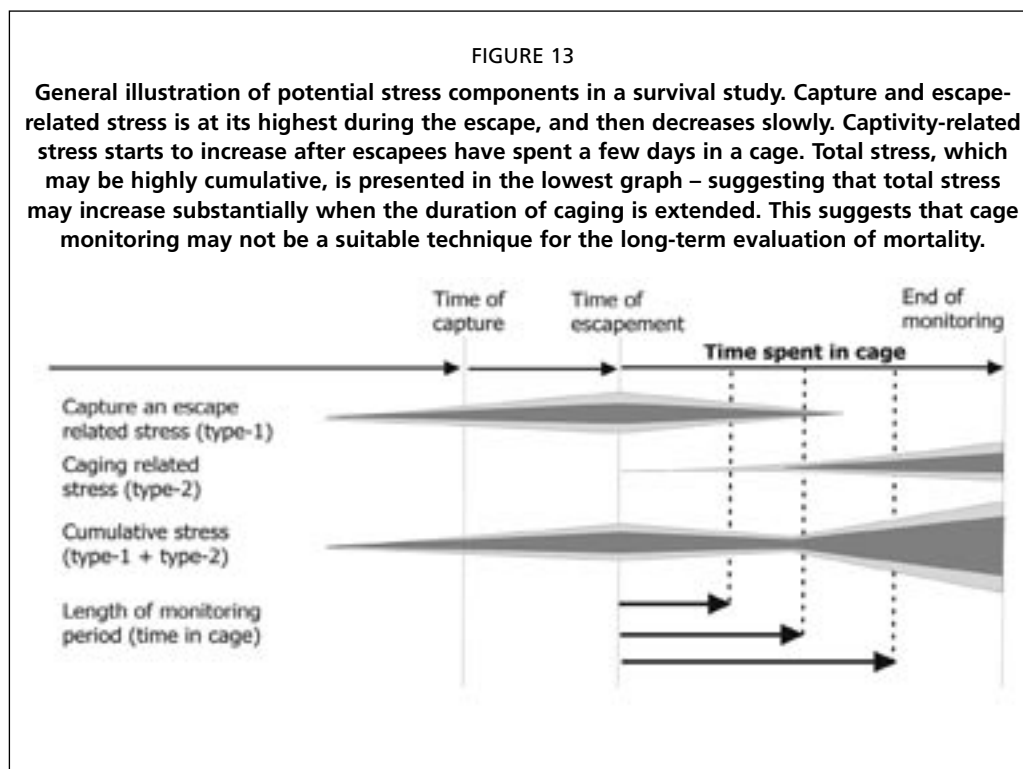 FIGURE 13
General illustration of potential stress components in a survival study. Capture and escape-
related stress is at its highest during the escape, and then decreases slowly. Captivity-related
stress starts to increase after escapees have spent a few days in a cage. Total stress, which
may be highly cumulative, is presented in the lowest graph – suggesting that total stress
may increase substantially when the duration of caging is extended. This suggests that cage
monitoring may not be a suitable technique for the long-term evaluation of mortality.
Time of
capture
Time of
escapement
End of
monitoring
Time spent in cage
Capture an escape
related stress (type-1)
Caging related
stress (type-2)
Cumulative stress
(type-1 + type-2)
Length of monitoring
period (time in cage)